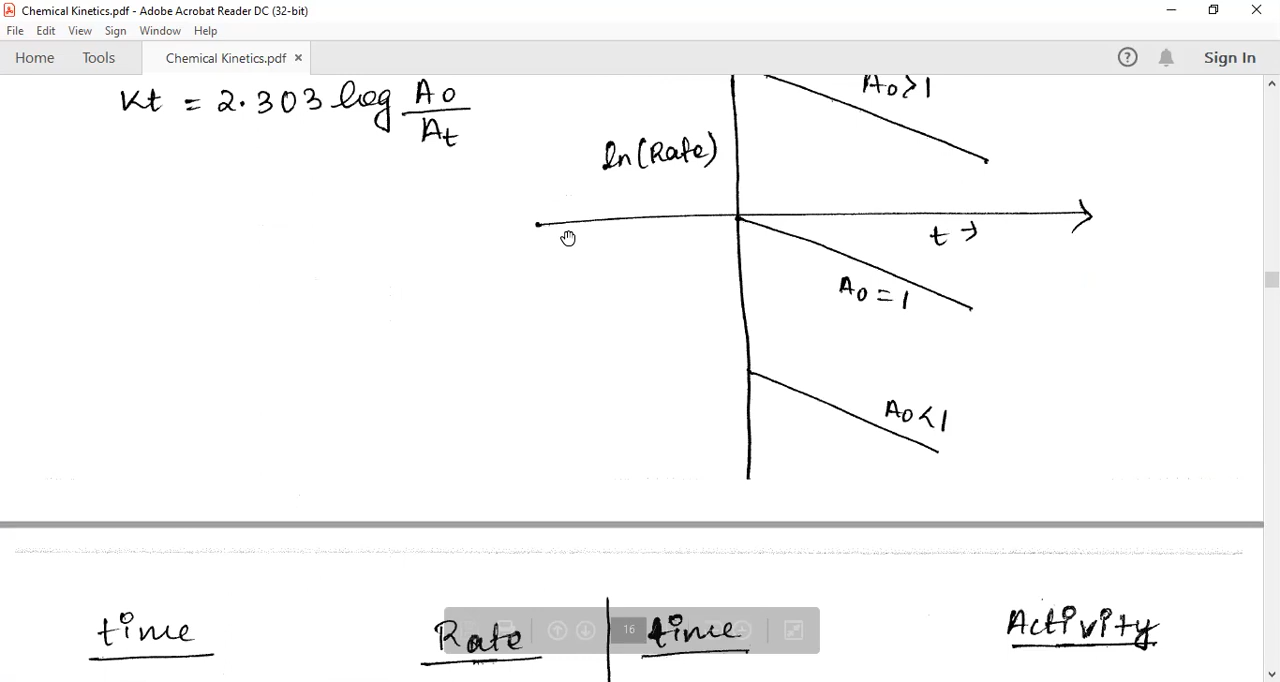 Chemical Kinetics.pdf - Adobe Acrobat Reader DC (32-bit)
File Edit View Sign Window Help
Home Tools Chemical Kinetics.pdf × ? Sign In
Kt = 2.303 log A0/At
A0>1
ln(Rate)
t →
A0=1
A0<1
16
time Rate time Activity